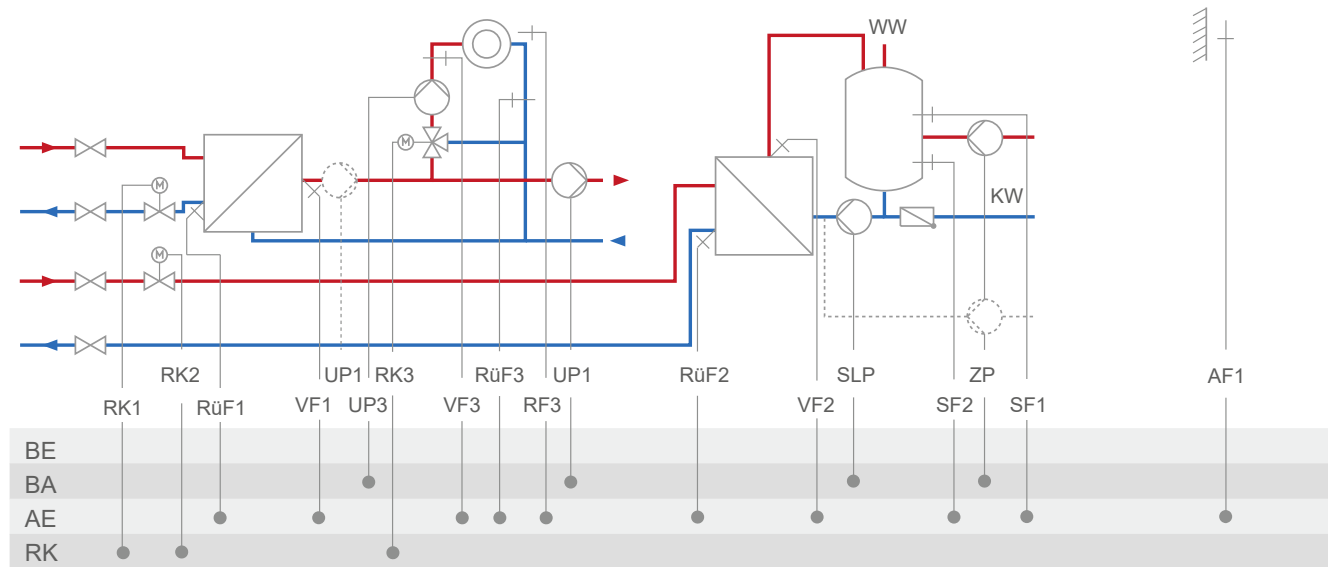 WW
M
M
KW
M
RK2 UP1 RK3 RüF3 UP1 RüF2 SLP ZP AF1
RK1 RüF1 VF1 UP3 VF3 RF3 VF2 SF2 SF1
BE
BA
AE
RK